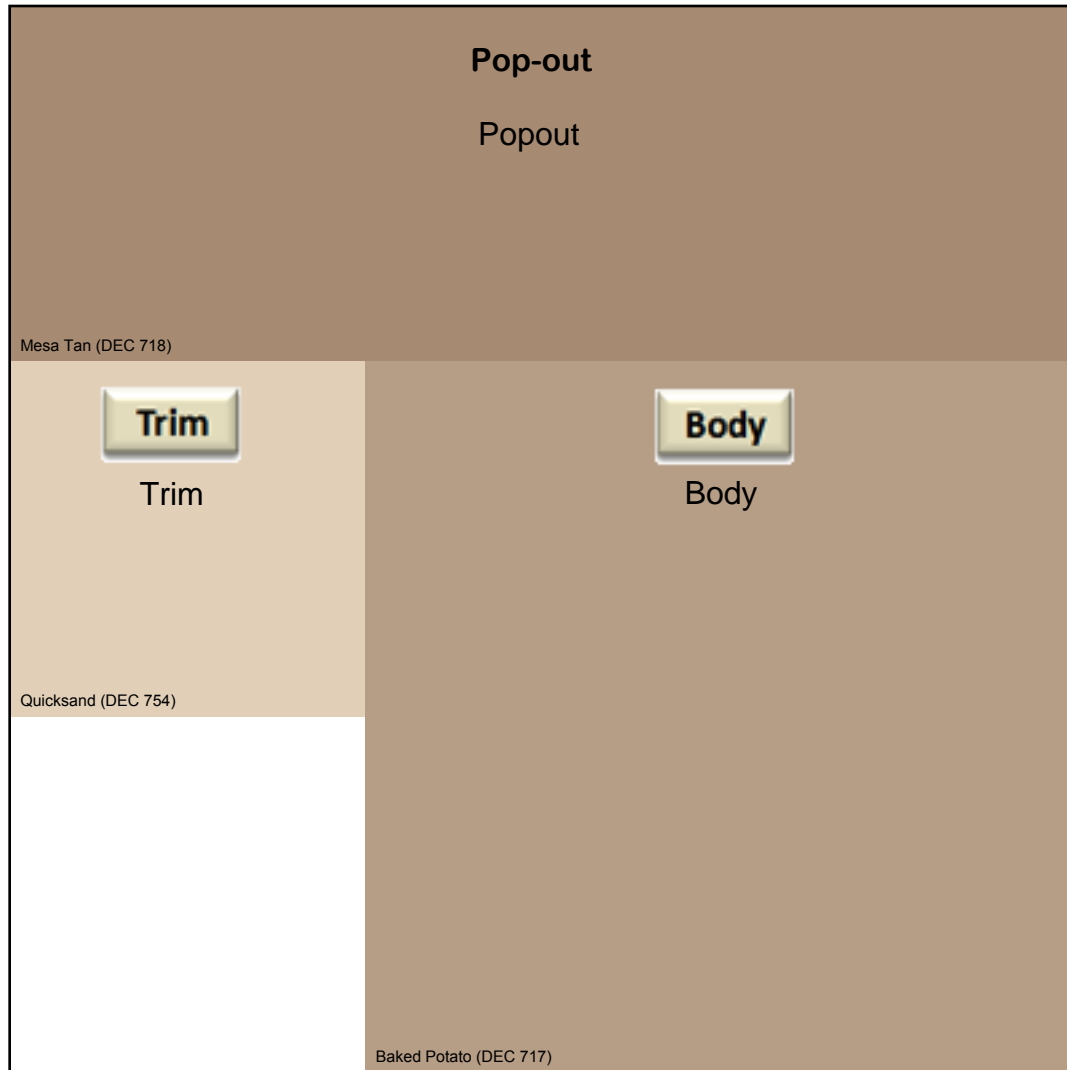 Pop-out
Popout
Mesa Tan (DEC 718)
Trim
Trim
Quicksand (DEC 754)
Body
Body
Baked Potato (DEC 717)